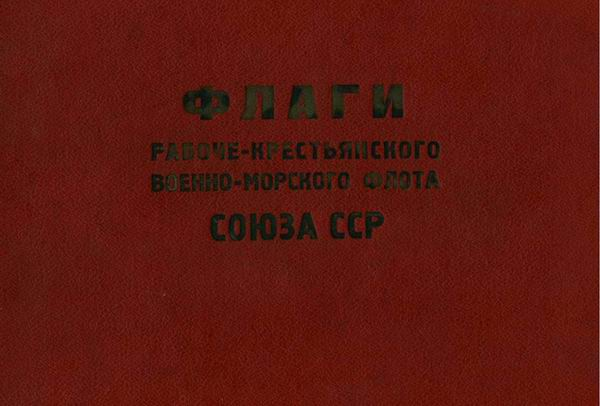 ФЛАГИ
РАБОЧЕ-КРЕСТЬЯНСКОГО
ВОЕННО-МОРСКОГО ФЛОТА
СОЮЗА ССР